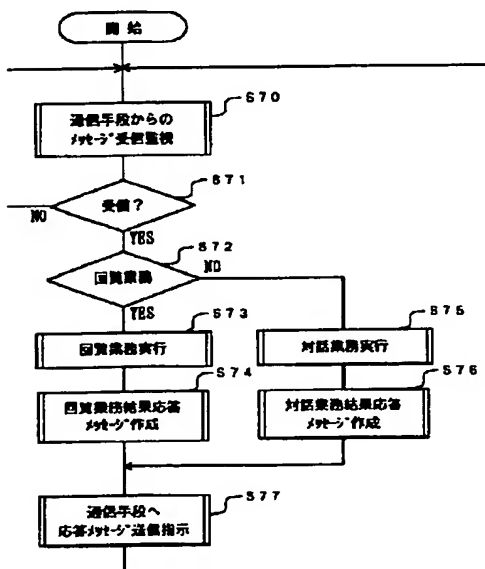 開始
S70
通信手段からの
メッセージ受信監視
S71
受信？
NO
YES
S72
回覧業務
NO
YES
S73
回覧業務実行
S75
対話業務実行
S74
回覧業務結果応答
メッセージ作成
S76
対話業務結果応答
メッセージ作成
S77
通信手段へ
応答メッセージ送信指示